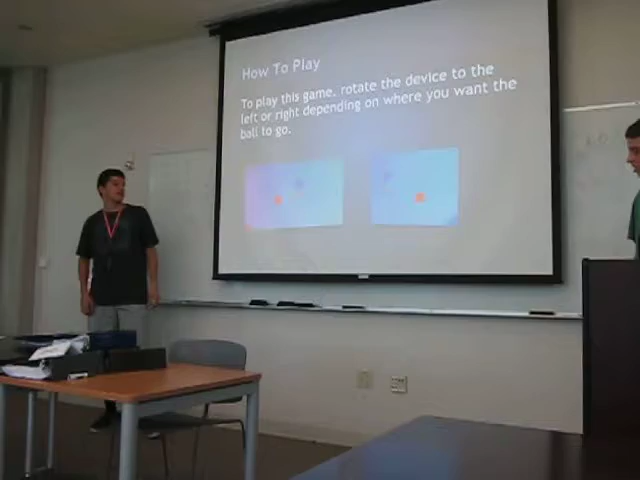 How To Play
To play this game, rotate the device to the
left or right depending on where you want the
ball to go.